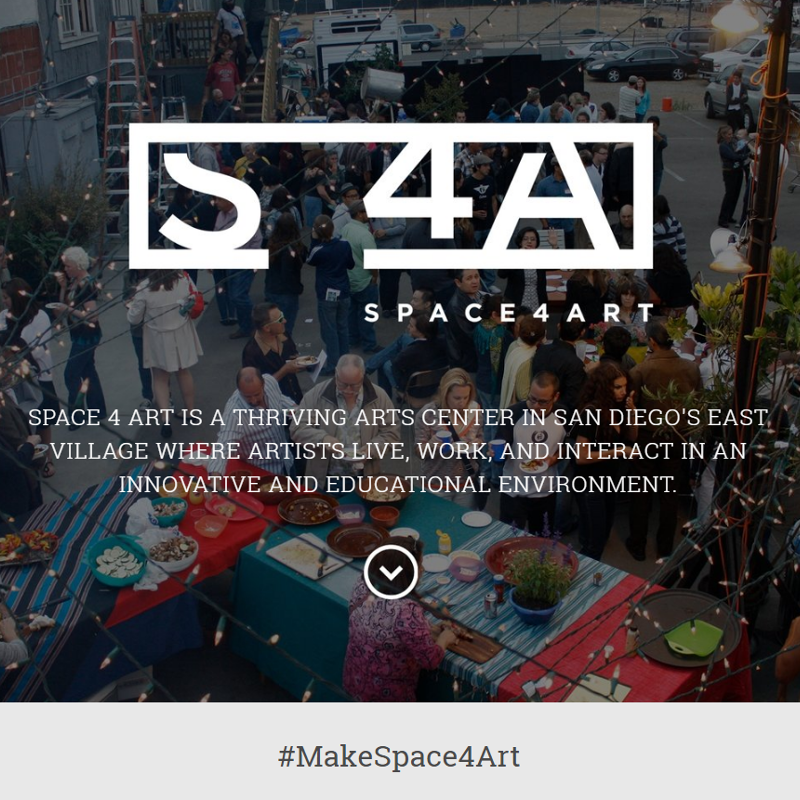 S 4A
SPACE4ART
SPACE 4 ART IS A THRIVING ARTS CENTER IN SAN DIEGO'S EAST
VILLAGE WHERE ARTISTS LIVE, WORK, AND INTERACT IN AN
INNOVATIVE AND EDUCATIONAL ENVIRONMENT.
#MakeSpace4Art